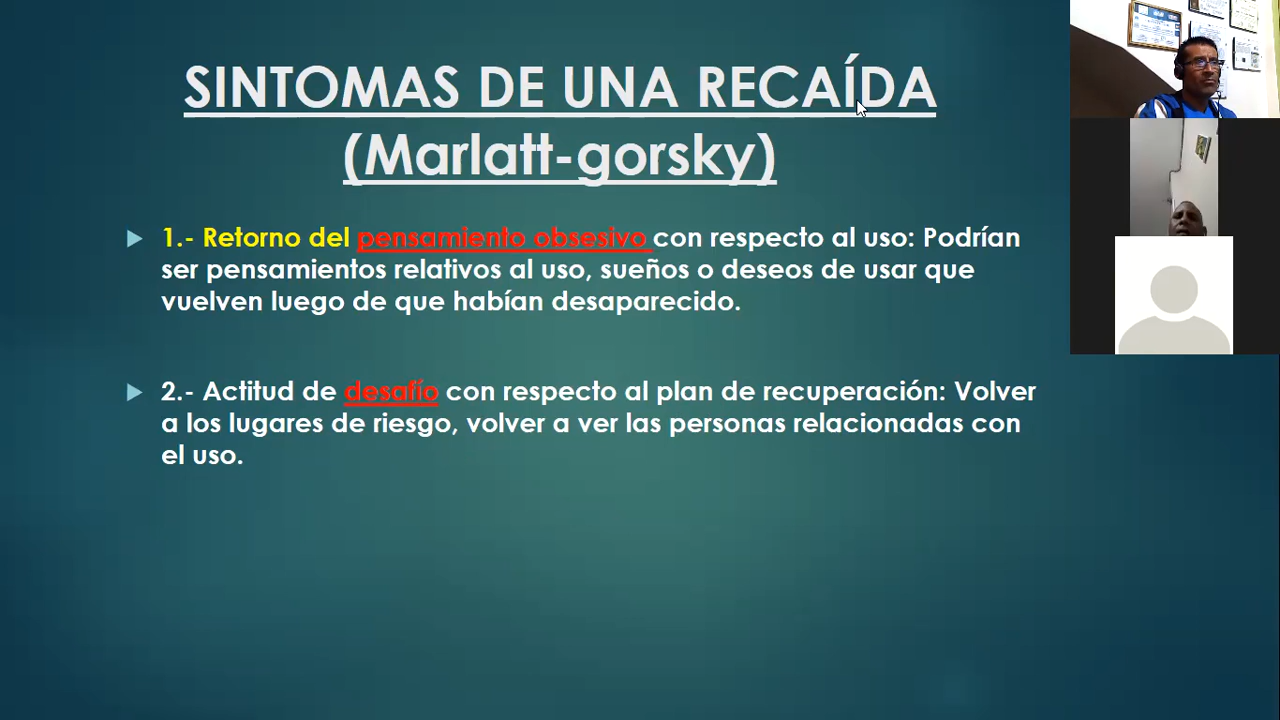 SINTOMAS DE UNA RECAÍDA
(Marlatt-gorsky)
1.- Retorno del pensamiento obsesivo con respecto al uso: Podrían
ser pensamientos relativos al uso, sueños o deseos de usar que
vuelven luego de que habían desaparecido.
2.- Actitud de desafío con respecto al plan de recuperación: Volver
a los lugares de riesgo, volver a ver las personas relacionadas con
el uso.